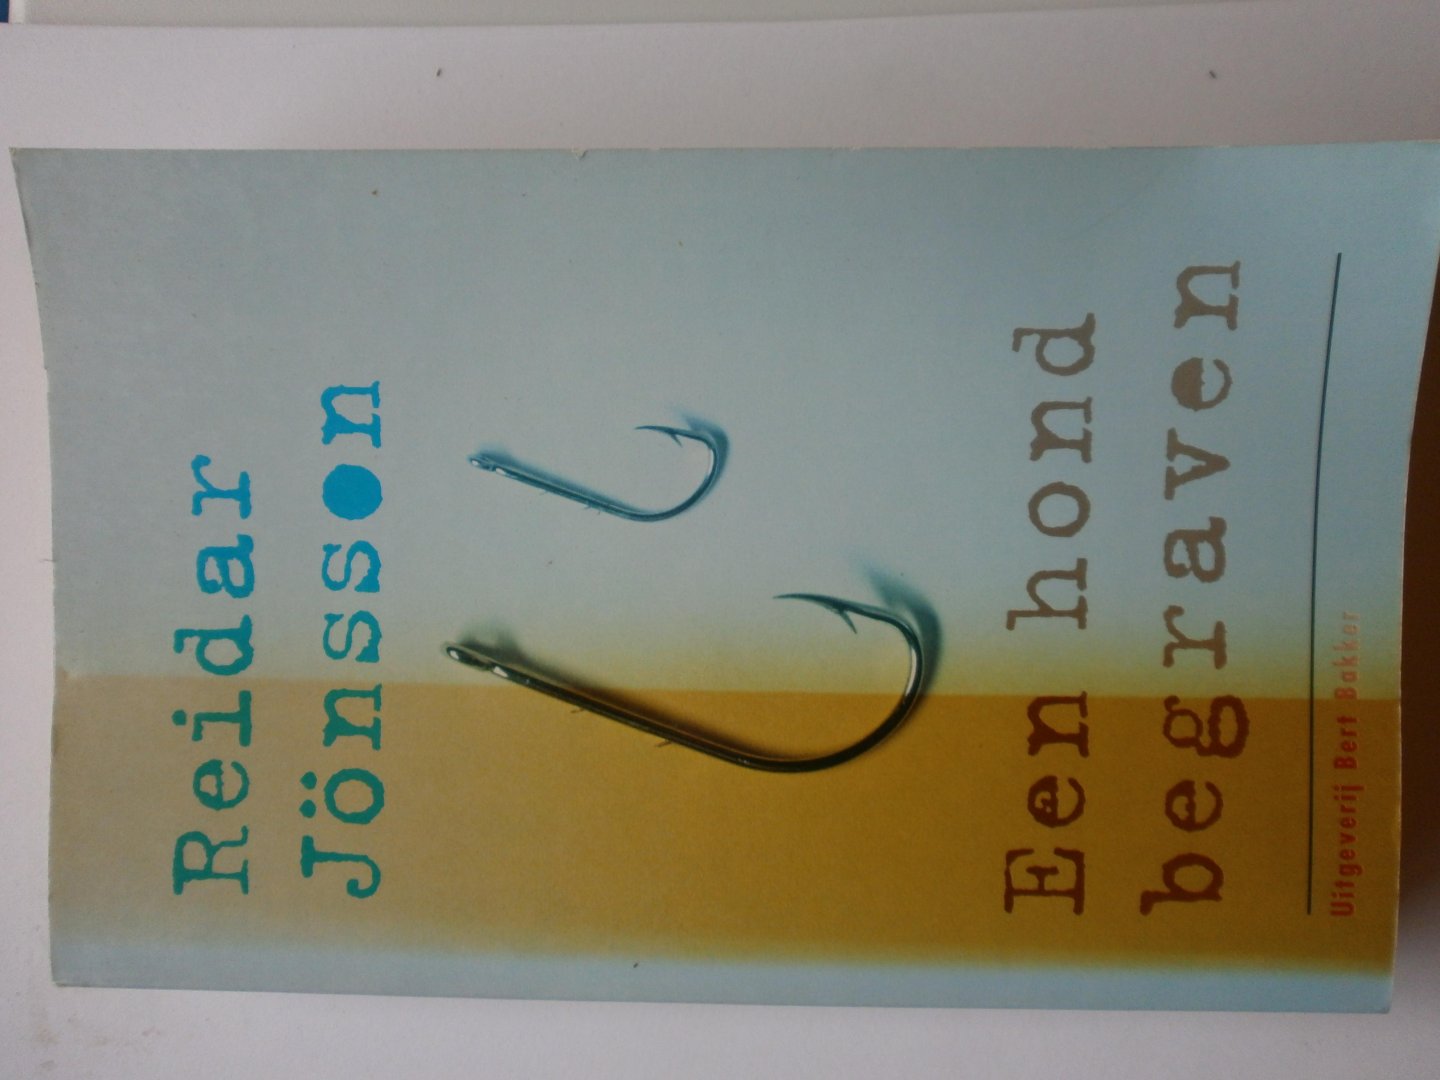 Reidar
Jönsson
Een hond
begraven
Uitgeverij Bert Bakker